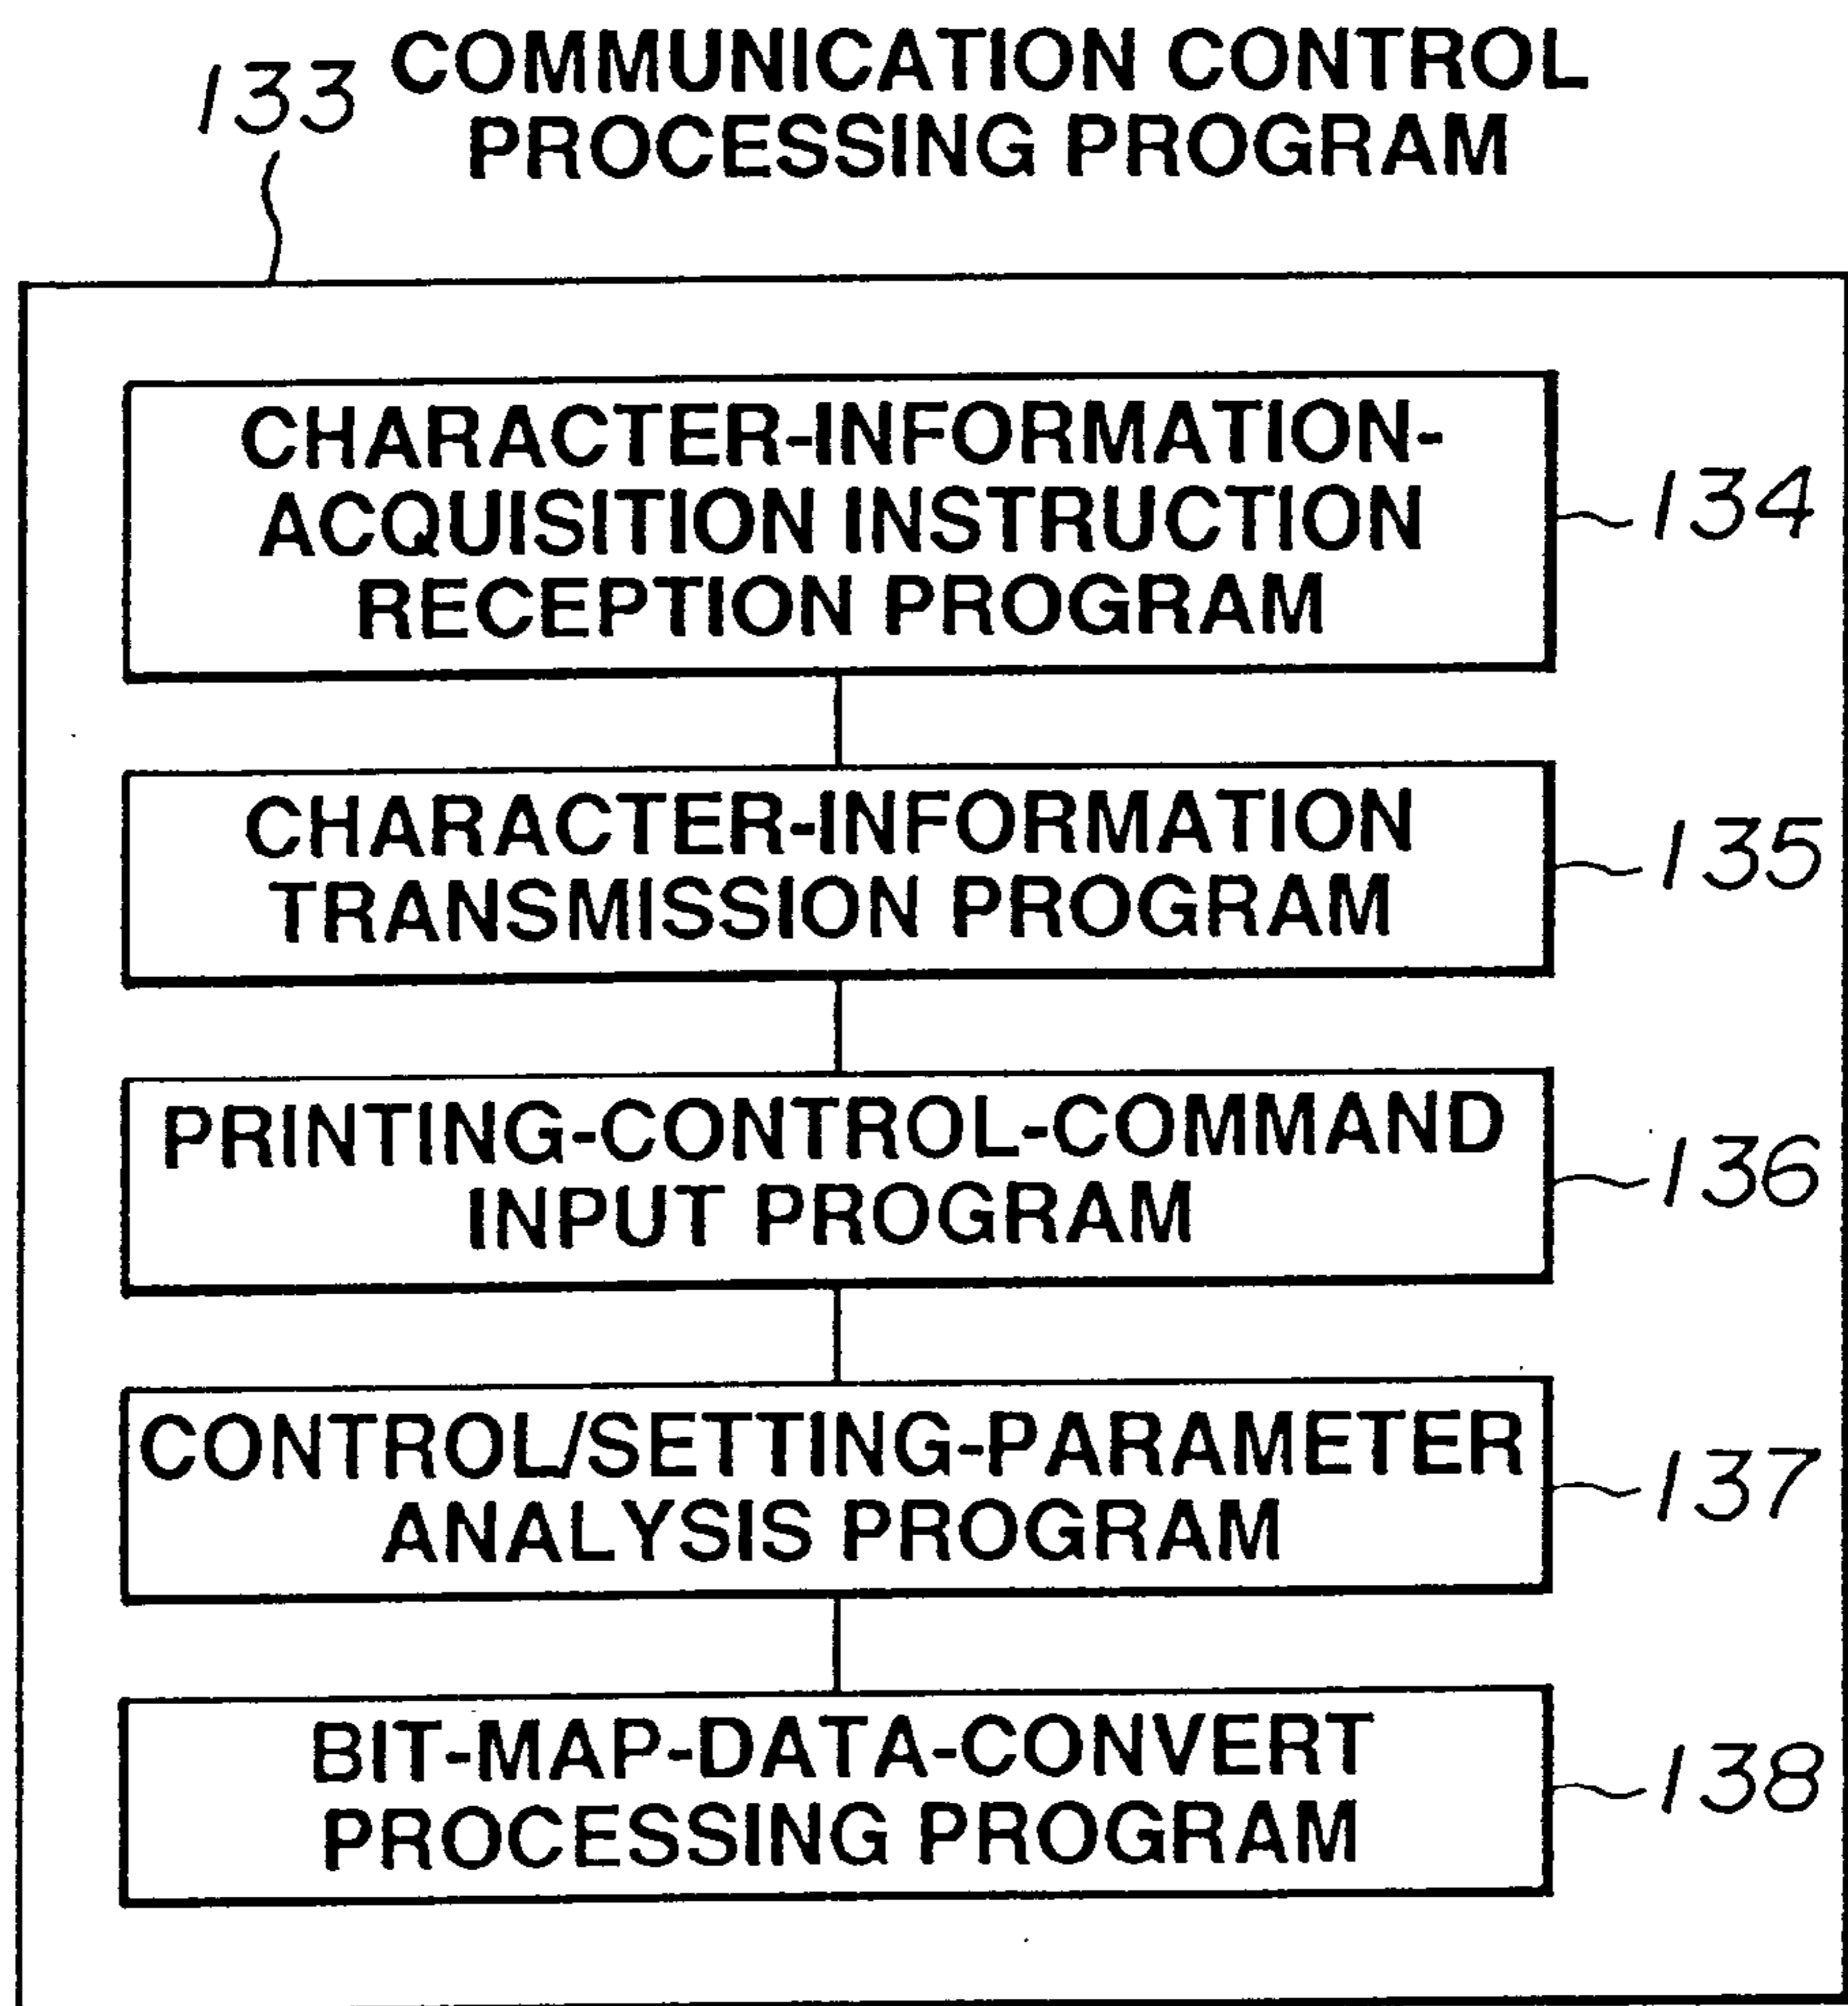 133 COMMUNICATION CONTROL
PROCESSING PROGRAM
CHARACTER-INFORMATION-
ACQUISITION INSTRUCTION
RECEPTION PROGRAM
134
CHARACTER-INFORMATION
TRANSMISSION PROGRAM
135
PRINTING-CONTROL-COMMAND
INPUT PROGRAM
136
CONTROL/SETTING-PARAMETER
ANALYSIS PROGRAM
137
BIT-MAP-DATA-CONVERT
PROCESSING PROGRAM
138